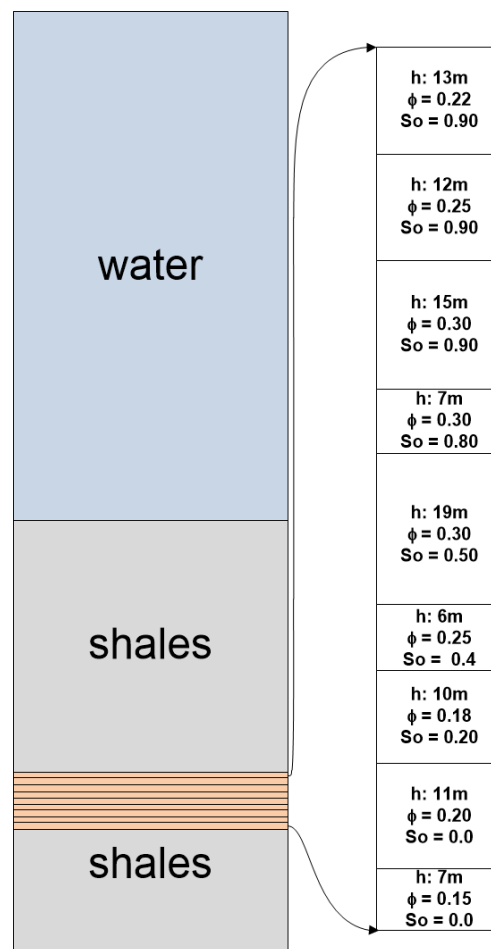 water
shales
shales
h: 13m
ϕ = 0.22
So = 0.90
h: 12m
ϕ = 0.25
So = 0.90
h: 15m
ϕ = 0.30
So = 0.90
h: 7m
ϕ = 0.30
So = 0.80
h: 19m
ϕ = 0.30
So = 0.50
h: 6m
ϕ = 0.25
So =  0.4
h: 10m
ϕ = 0.18
So = 0.20
h: 11m
ϕ = 0.20
So = 0.0
h: 7m
ϕ = 0.15
So = 0.0